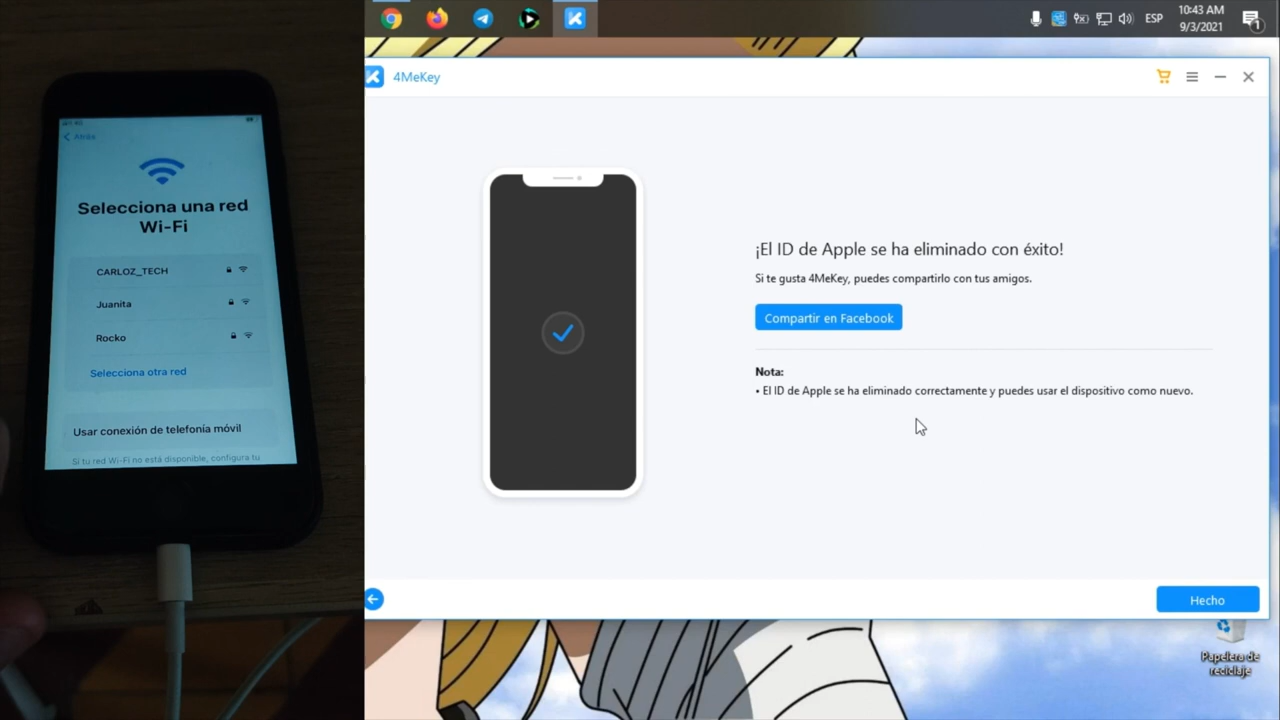 Atrás
Selecciona una red
Wi-Fi
CARLOZ_TECH
Juanita
Rocko
Selecciona otra red
Usar conexión de telefonía móvil
Si tu red Wi-Fi no está disponible, configura tu
ESP
10:43 AM
9/3/2021
1
4MeKey
¡El ID de Apple se ha eliminado con éxito!
Si te gusta 4MeKey, puedes compartirlo con tus amigos.
Compartir en Facebook
Nota:
• El ID de Apple se ha eliminado correctamente y puedes usar el dispositivo como nuevo.
Hecho
Papelera de
reciclaje